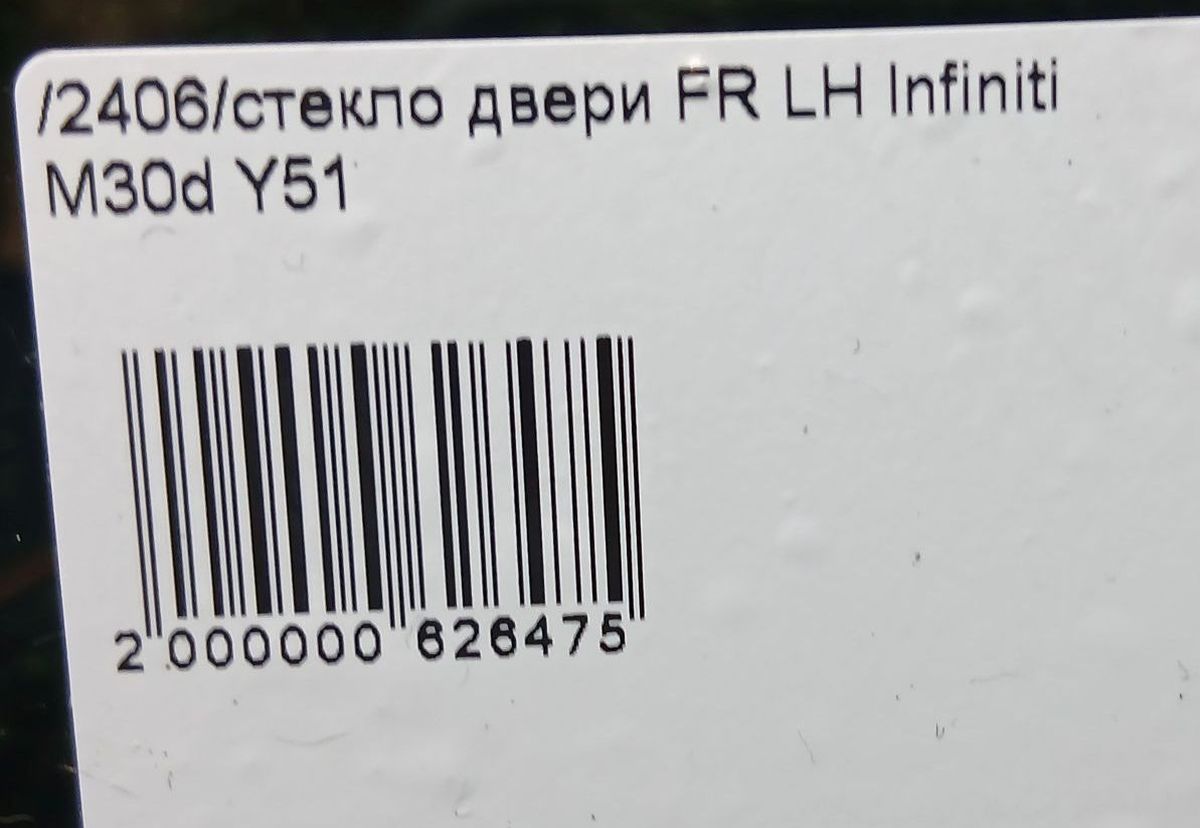 /2406/стекло двери FR LH Infiniti
M30d Y51
2 000000 626475